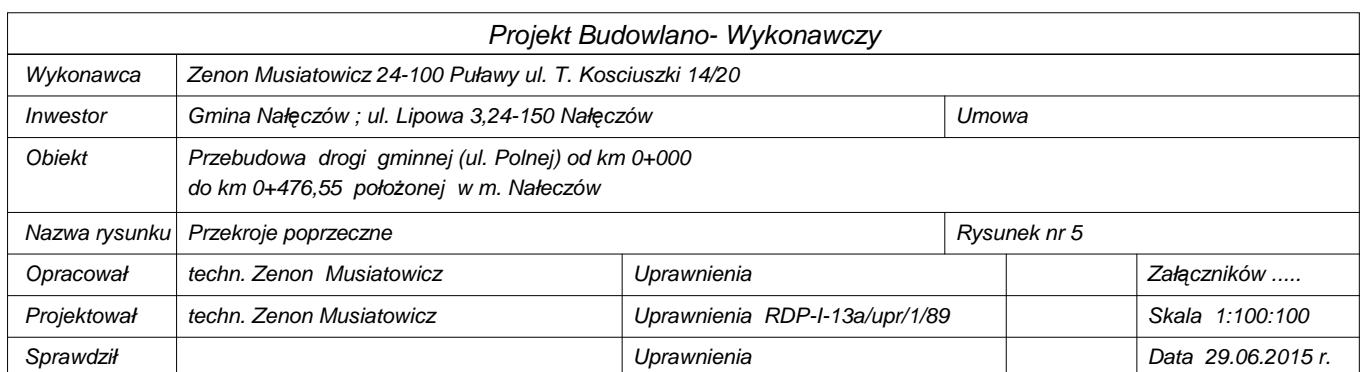 Projekt Budowlano- Wykonawczy
Wykonawca Zenon Musiatowicz 24-100 Puławy ul. T. Kosciuszki 14/20
Inwestor Gmina Nałęczów ; ul. Lipowa 3,24-150 Nałęczów Umowa
Obiekt Przebudowa drogi gminnej (ul. Polnej) od km 0+000
do km 0+476,55 położonej w m. Nałeczów
Nazwa rysunku Przekroje poprzeczne Rysunek nr 5
Opracował techn. Zenon Musiatowicz Uprawnienia Załączników .....
Projektował techn. Zenon Musiatowicz Uprawnienia RDP-I-13a/upr/1/89 Skala 1:100:100
Sprawdził Uprawnienia Data 29.06.2015 r.